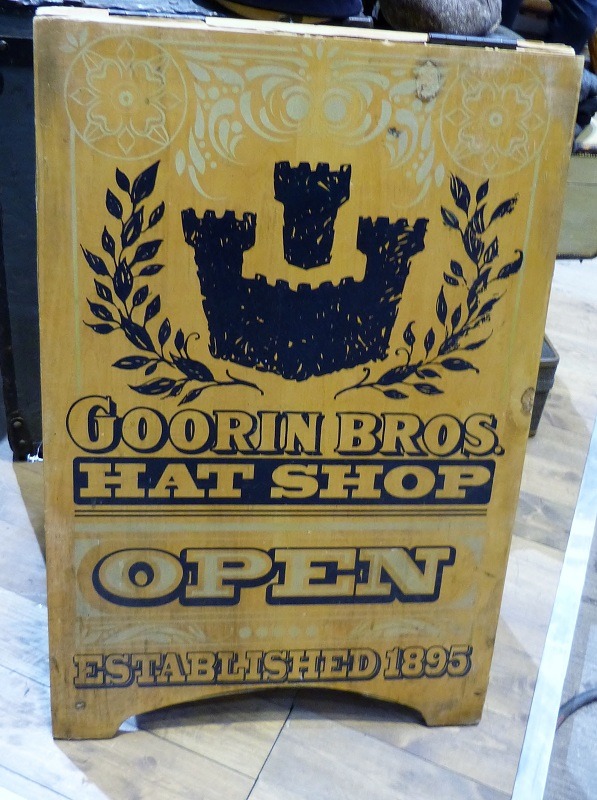 GOORIN BROS.
HAT SHOP
OPEN
ESTABLISHED 1895